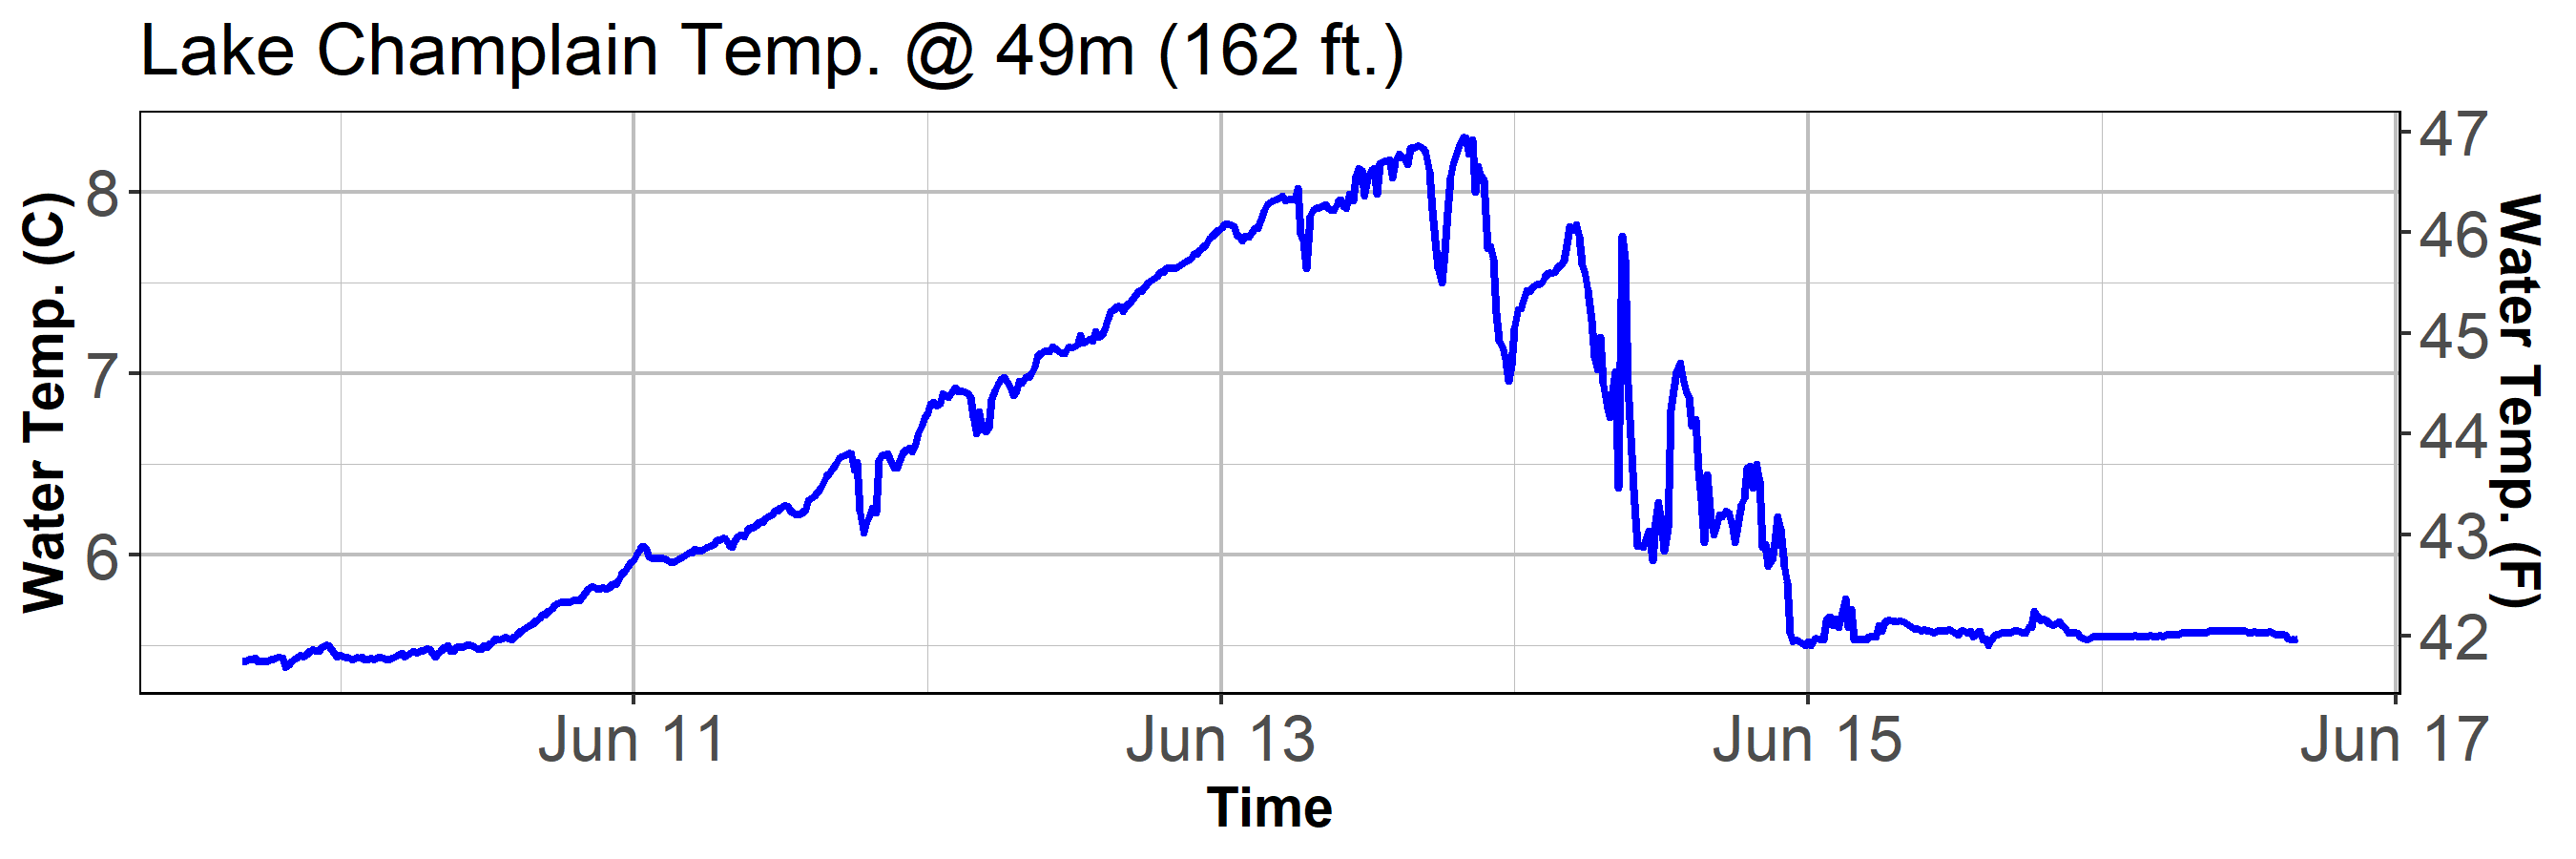 Lake Champlain Temp. @ 49m (162 ft.)
Water Temp. (C)
8
7
6
47
46
45
44
43
42
Water Temp. (F)
Jun 11
Jun 13
Jun 15
Jun 17
Time